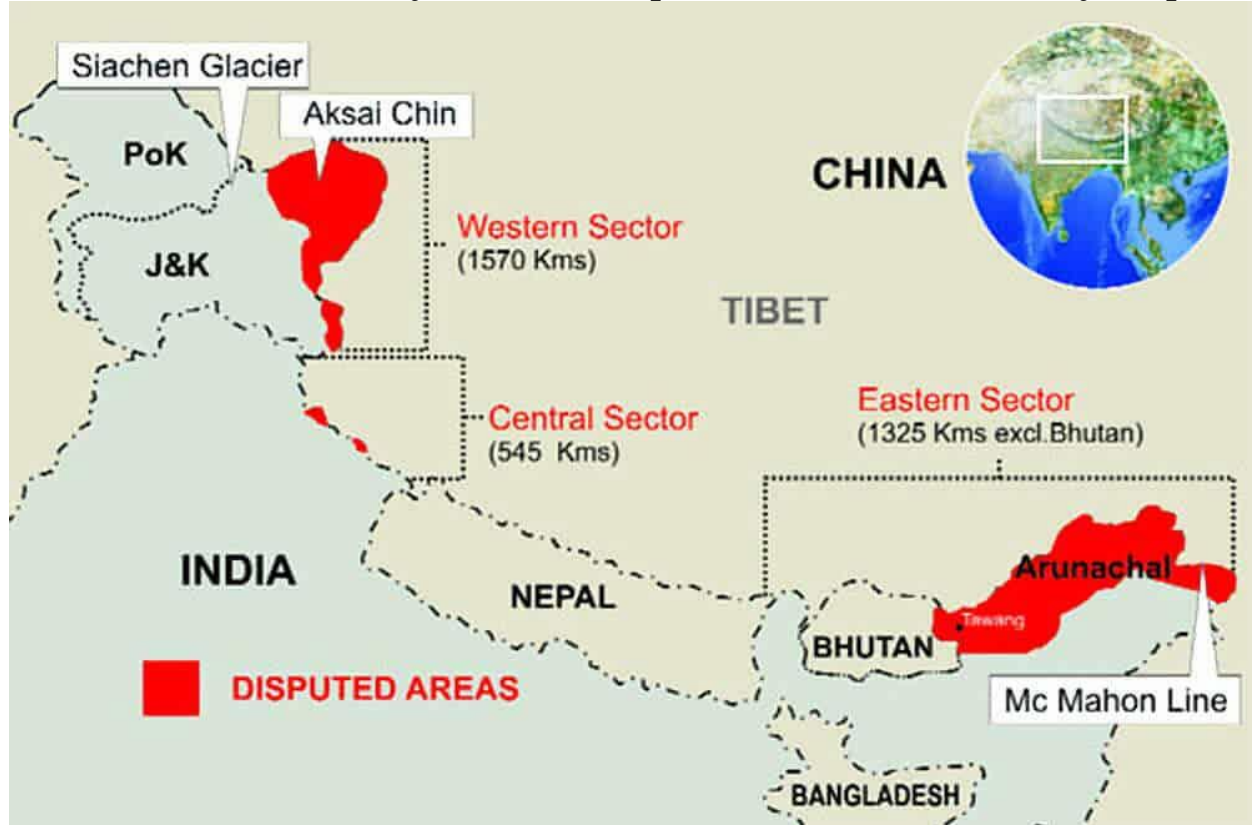 Siachen Glacier
Aksai Chin
PoK
CHINA
Western Sector
(1570 Kms)
J&K
TIBET
Central Sector
(545 Kms)
Eastern Sector
(1325 Kms excl.Bhutan)
INDIA
NEPAL
Arunachal
Tawang
BHUTAN
DISPUTED AREAS
Mc Mahon Line
BANGLADESH